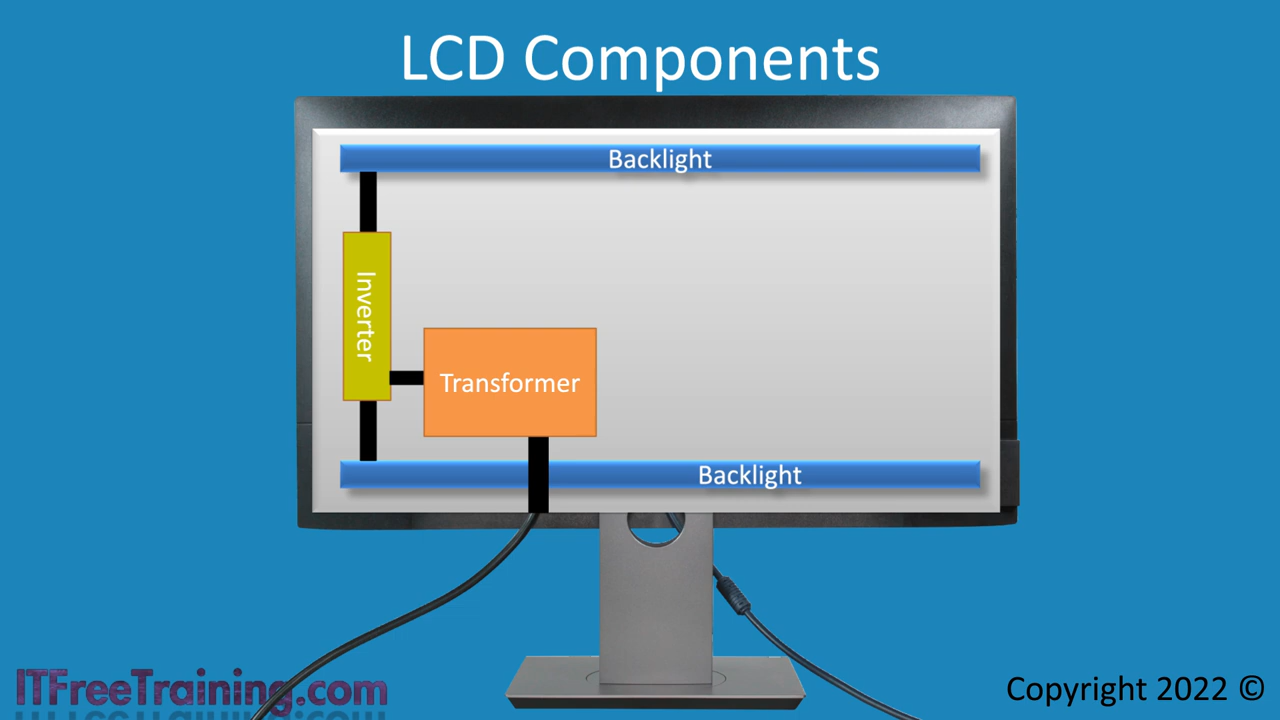 LCD Components
Backlight
Inverter
Transformer
Backlight
ITFreeTraining.com
Copyright 2022 ©